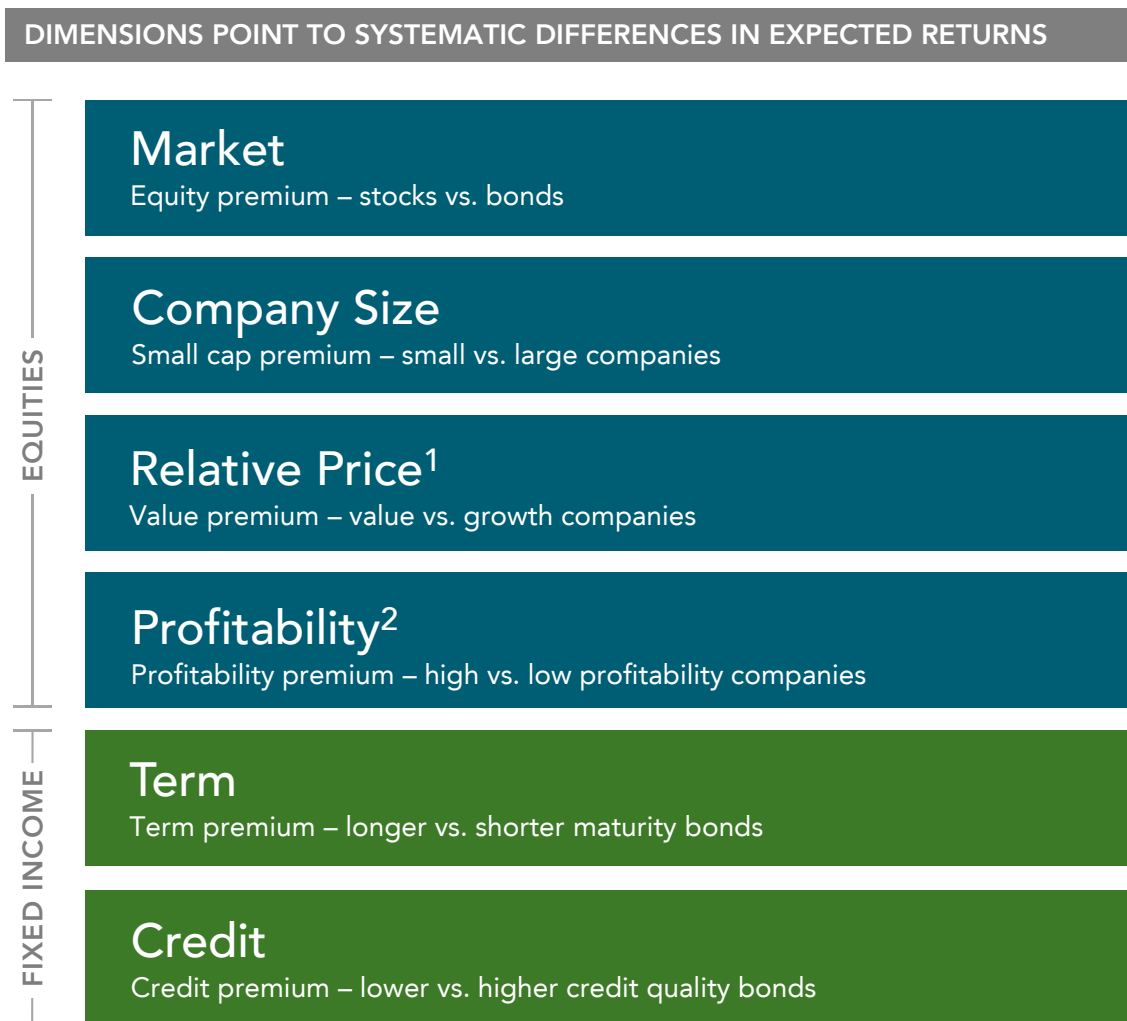 DIMENSIONS POINT TO SYSTEMATIC DIFFERENCES IN EXPECTED RETURNS
EQUITIES
Market
Equity premium – stocks vs. bonds
Company Size
Small cap premium – small vs. large companies
Relative Price¹
Value premium – value vs. growth companies
Profitability²
Profitability premium – high vs. low profitability companies
FIXED INCOME
Term
Term premium – longer vs. shorter maturity bonds
Credit
Credit premium – lower vs. higher credit quality bonds